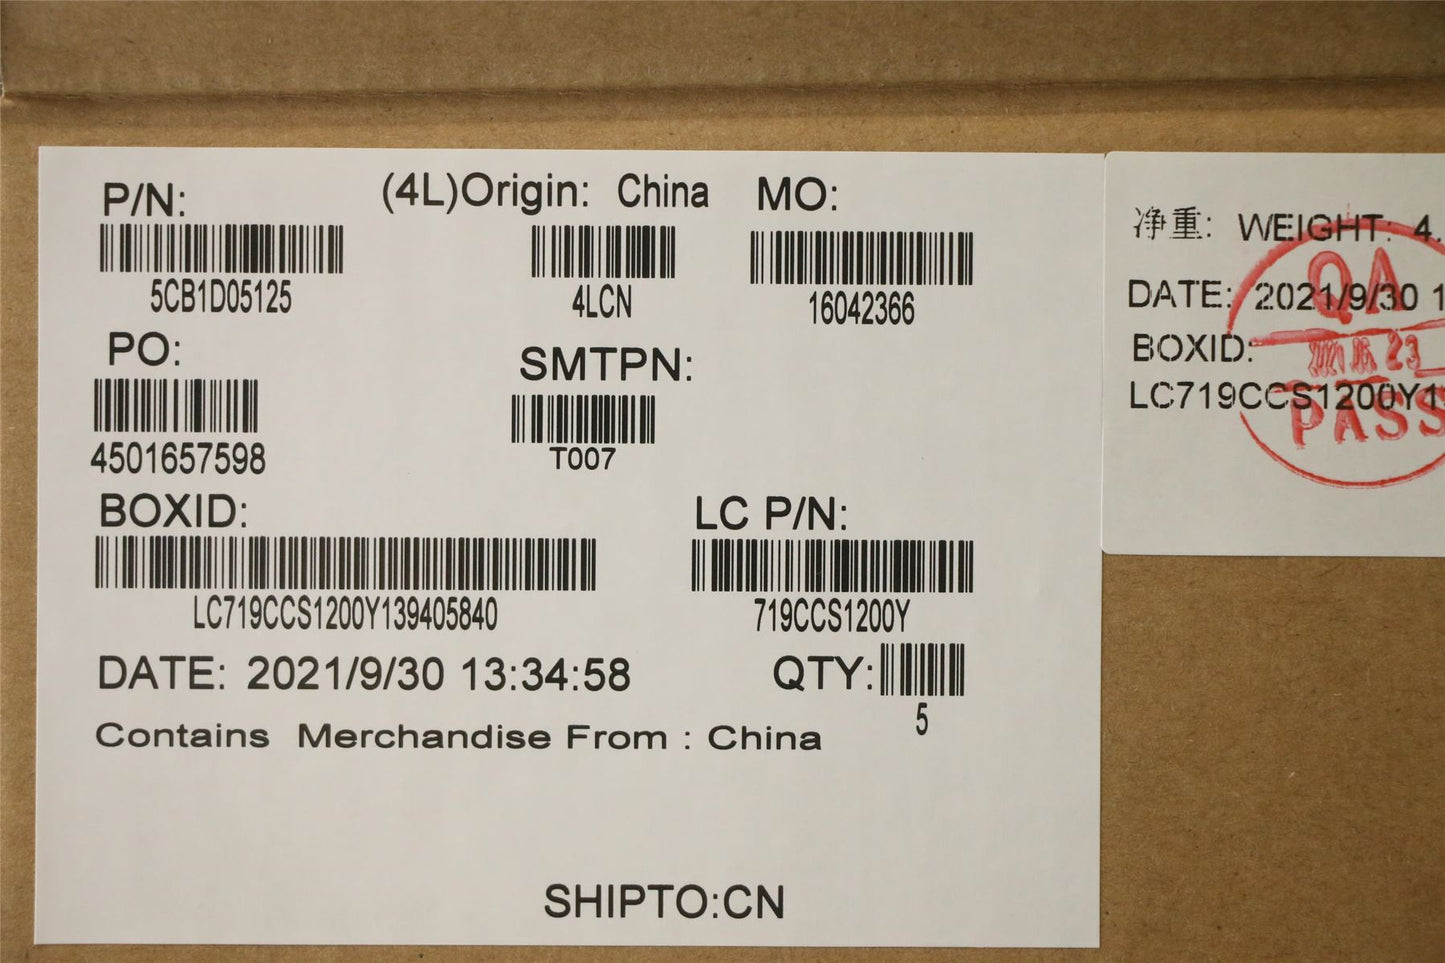 P/N:
5CB1D05125
(4L)Origin: China
4LCN
MO:
16042366
PO:
4501657598
SMTPN:
T007
BOXID:
LC719CCS1200Y139405840
LC P/N:
719CCS1200Y
DATE: 2021/9/30 13:34:58
QTY:
5
Contains Merchandise From : China
SHIPTO:CN
净重: WEIGHT: 4.
DATE: 2021/9/30 1
BOXID:
LC719CCS1200Y1
QA
23
PASS